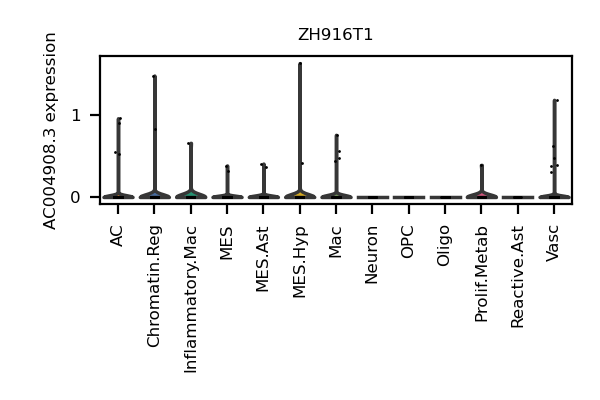 ZH916T1
AC004908.3 expression
1
0
AC
Chromatin.Reg
Inflammatory.Mac
MES
MES.Ast
MES.Hyp
Mac
Neuron
OPC
Oligo
Prolif.Metab
Reactive.Ast
Vasc